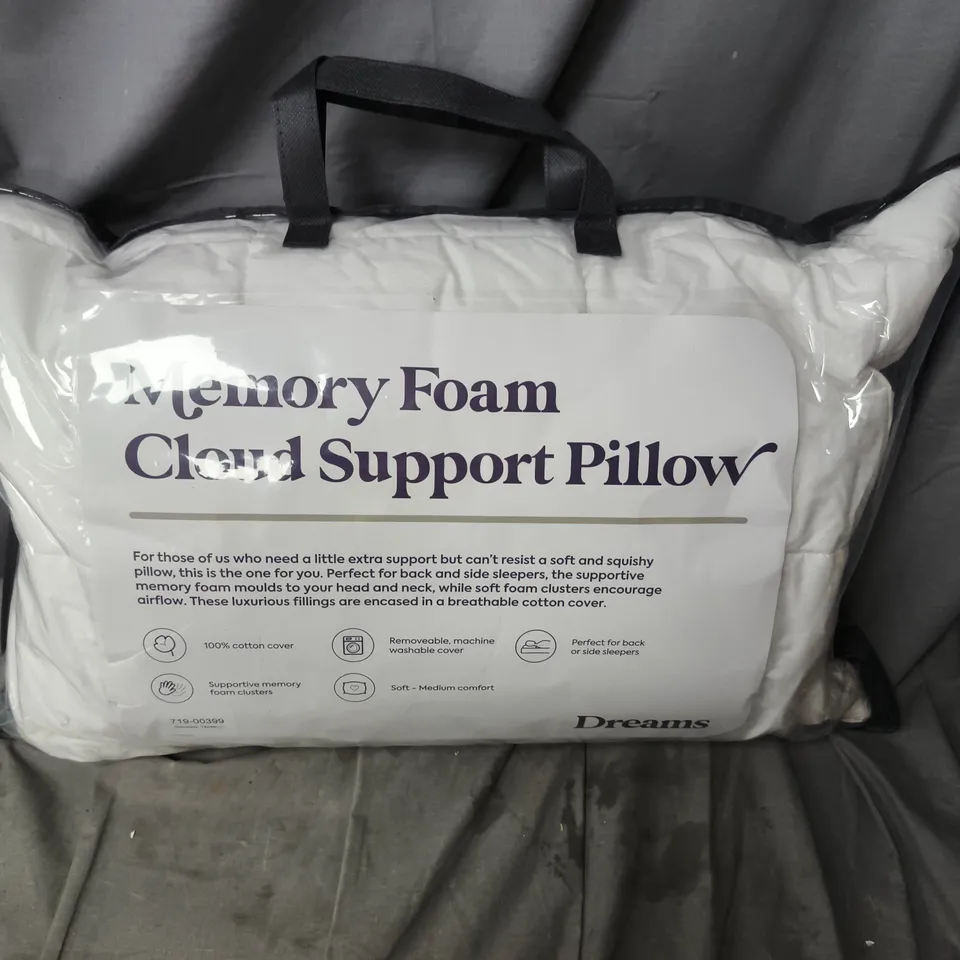 Memory Foam
Cloud Support Pillow
For those of us who need a little extra support but can't resist a soft and squishy
pillow, this is the one for you. Perfect for back and side sleepers, the supportive
memory foam moulds to your head and neck, while soft foam clusters encourage
airflow. These luxurious fillings are encased in a breathable cotton cover.
100% cotton cover
Removeable, machine
washable cover
Perfect for back
or side sleepers
Supportive memory
foam clusters
Soft - Medium comfort
719-00399
Dreams